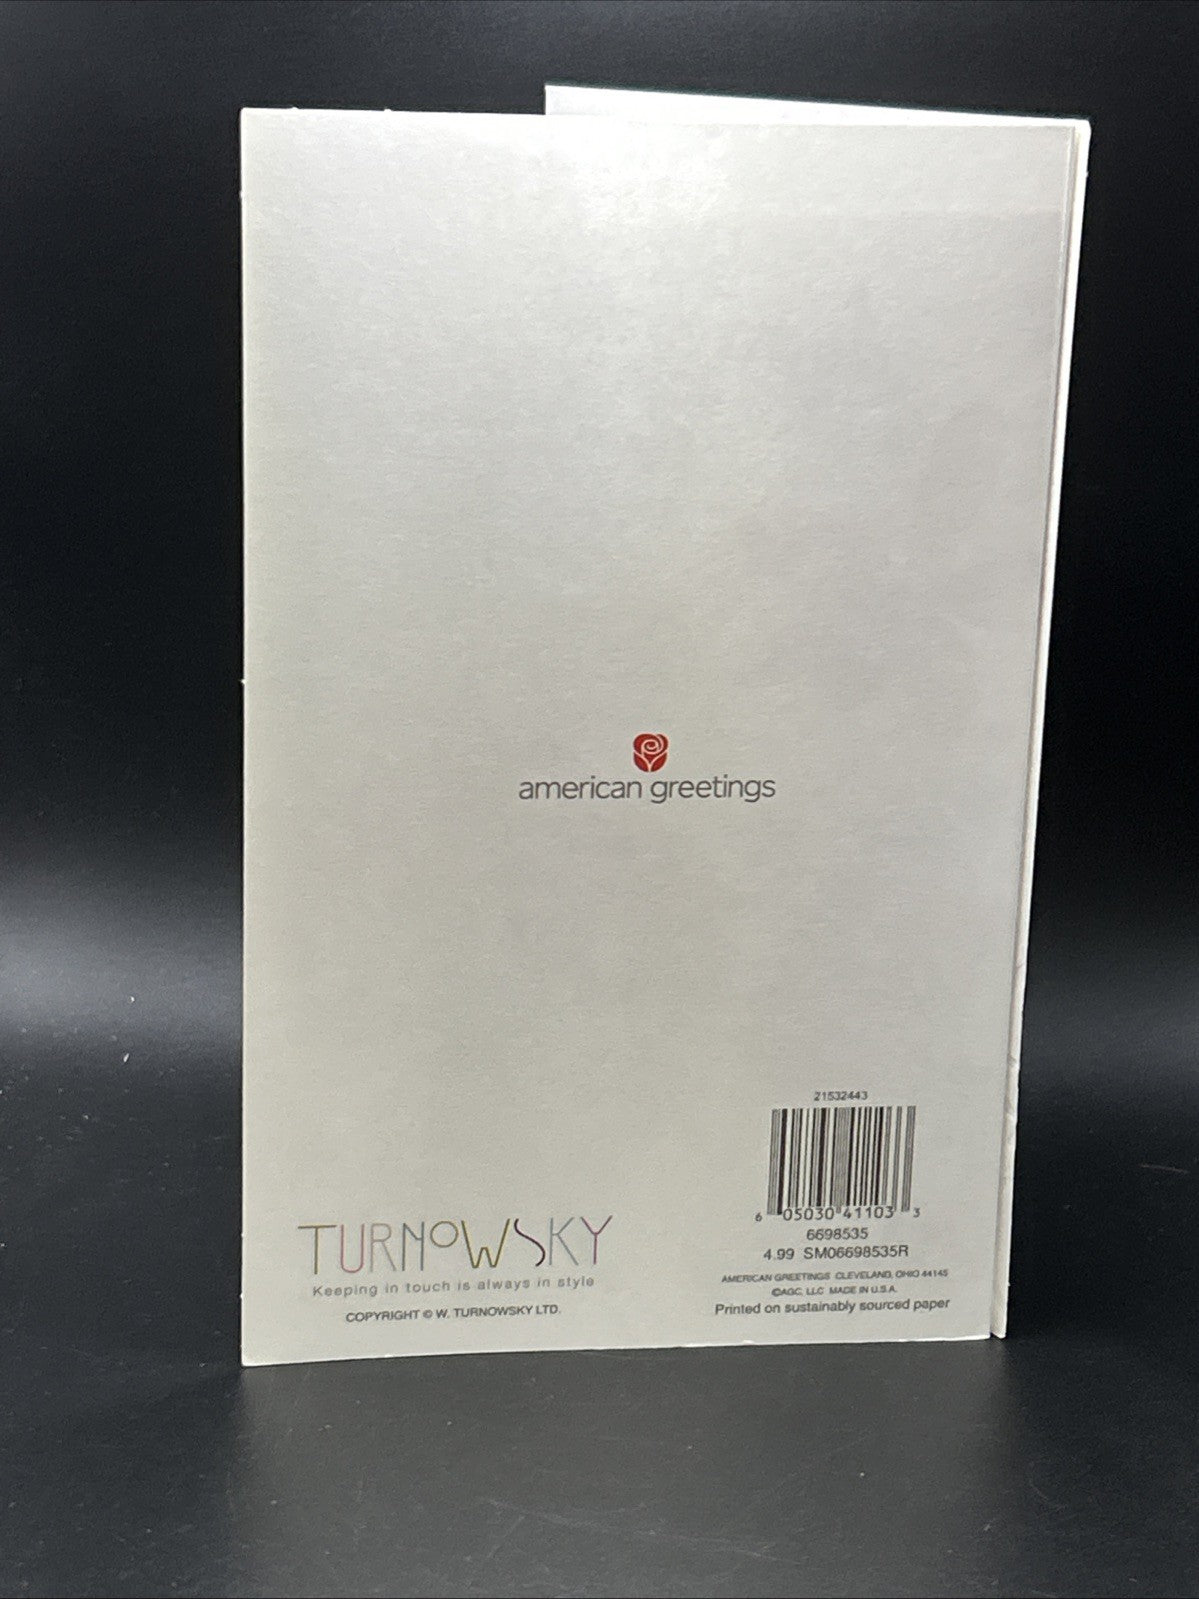 american greetings
21532443
6 05030 41103 3
6698535
4.99 SM06698535R
AMERICAN GREETINGS CLEVELAND, OHIO 44145
©AGC, LLC MADE IN U.S.A.
Printed on sustainably sourced paper
TURNOWSKY
Keeping in touch is always in style
COPYRIGHT © W. TURNOWSKY LTD.